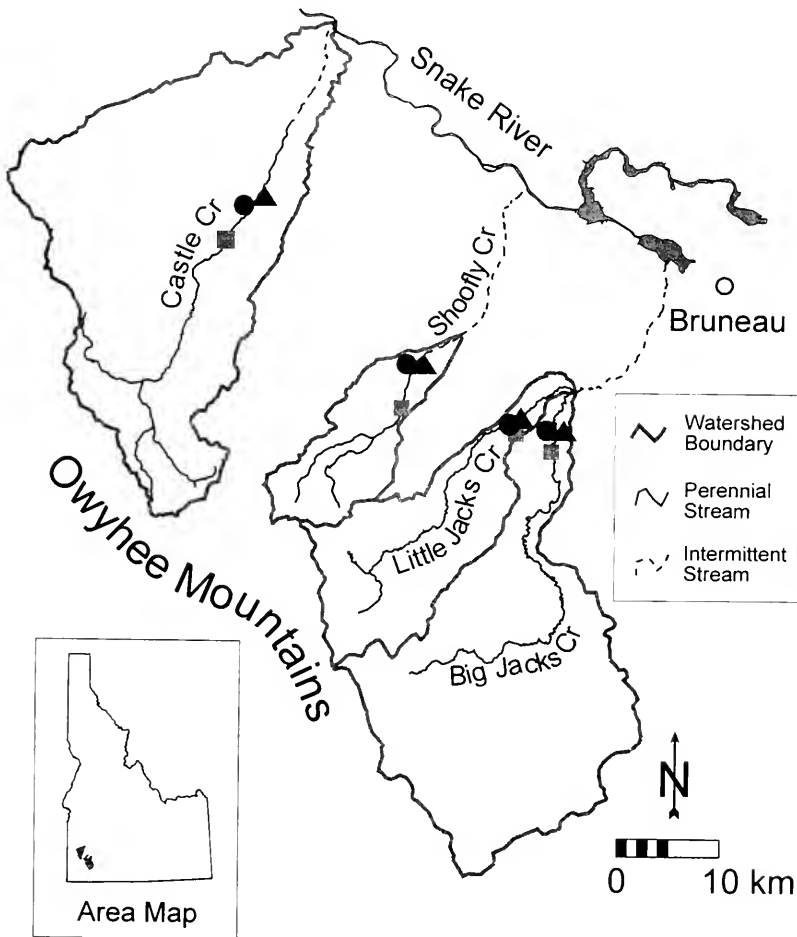 Snake River
Castle Cr
Shoofly Cr
Bruneau
Watershed
Boundary
Perennial
Stream
Intermittent
Stream
Little Jacks Cr
Big Jacks Cr
Owyhee Mountains
N
0 10 km
Area Map